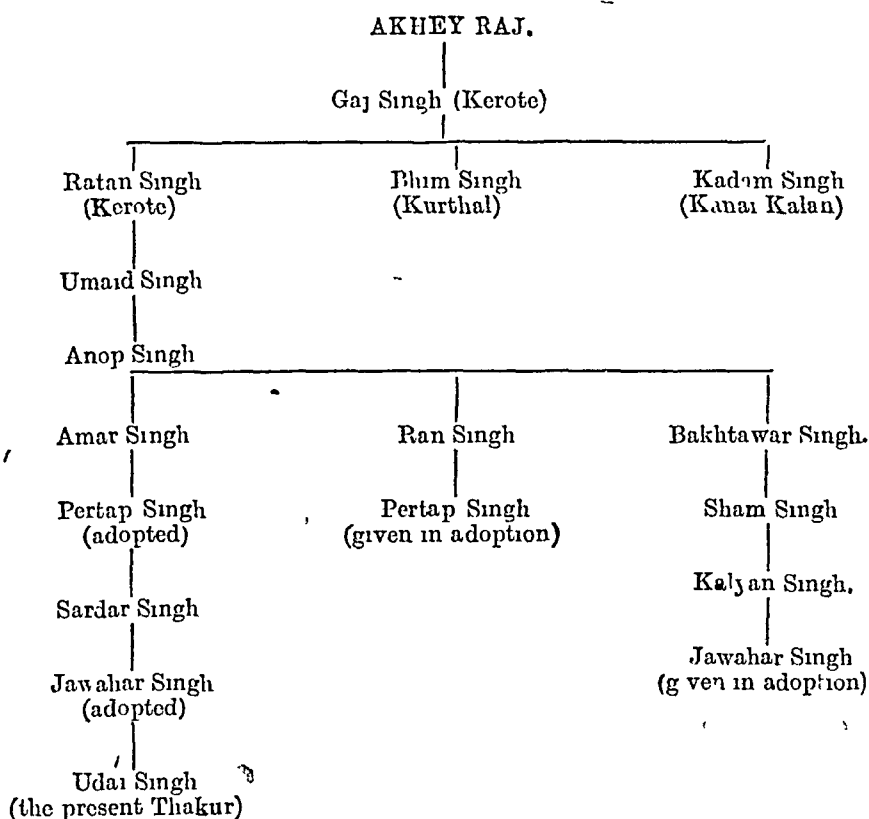 AKHEY RAJ.
Gaj Singh (Kerote)
Ratan Singh Bhim Singh Kadam Singh
(Kerote) (Kurthal) (Kanai Kalan)
Umaid Singh
Anop Singh
Amar Singh Ran Singh Bakhtawar Singh.
Pertap Singh Pertap Singh Sham Singh
(adopted) (given in adoption)
Kalyan Singh.
Sardar Singh
Jawahar Singh
Jawahar Singh (given in adoption)
(adopted)
Udai Singh
(the present Thakur)